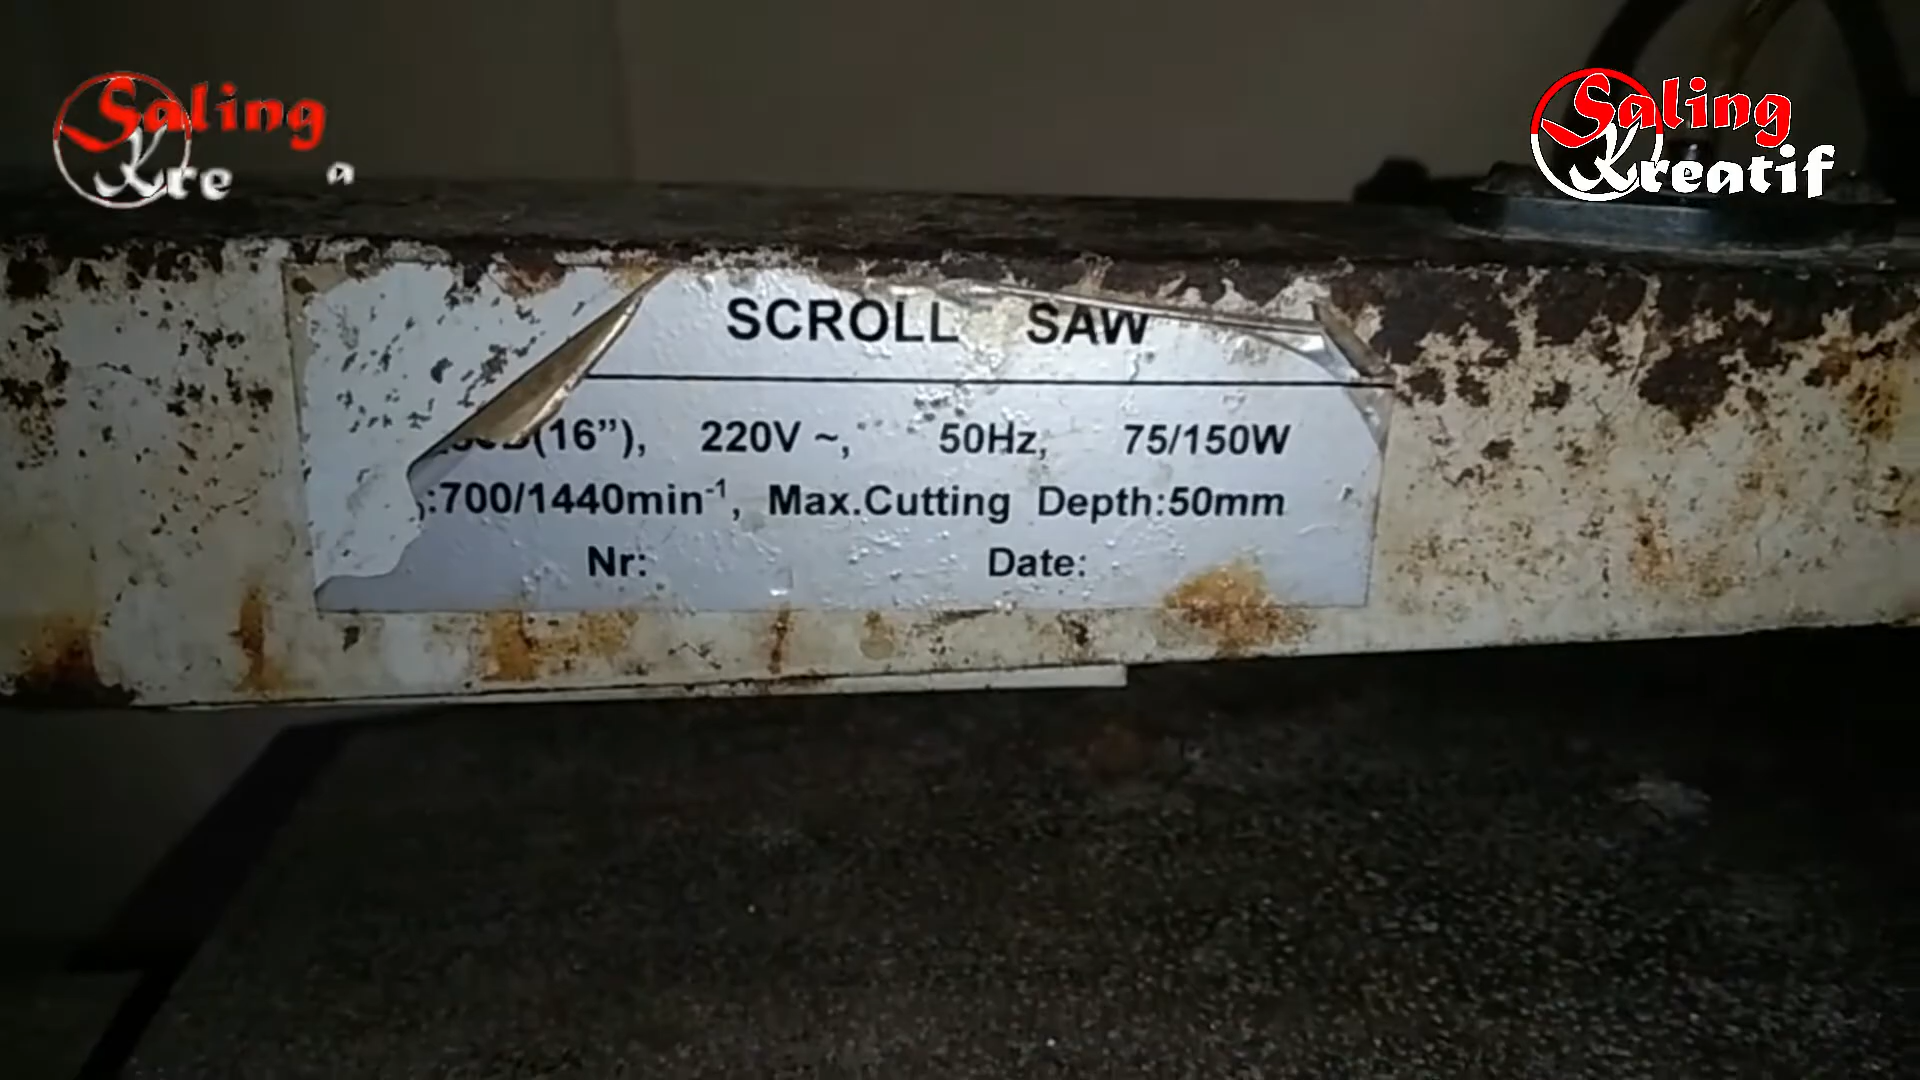 Saling
Kreatif
Saling
SCROLL SAW
(16”), 220V ~, 50Hz, 75/150W
:700/1440min⁻¹, Max.Cutting Depth:50mm
Nr: Date: